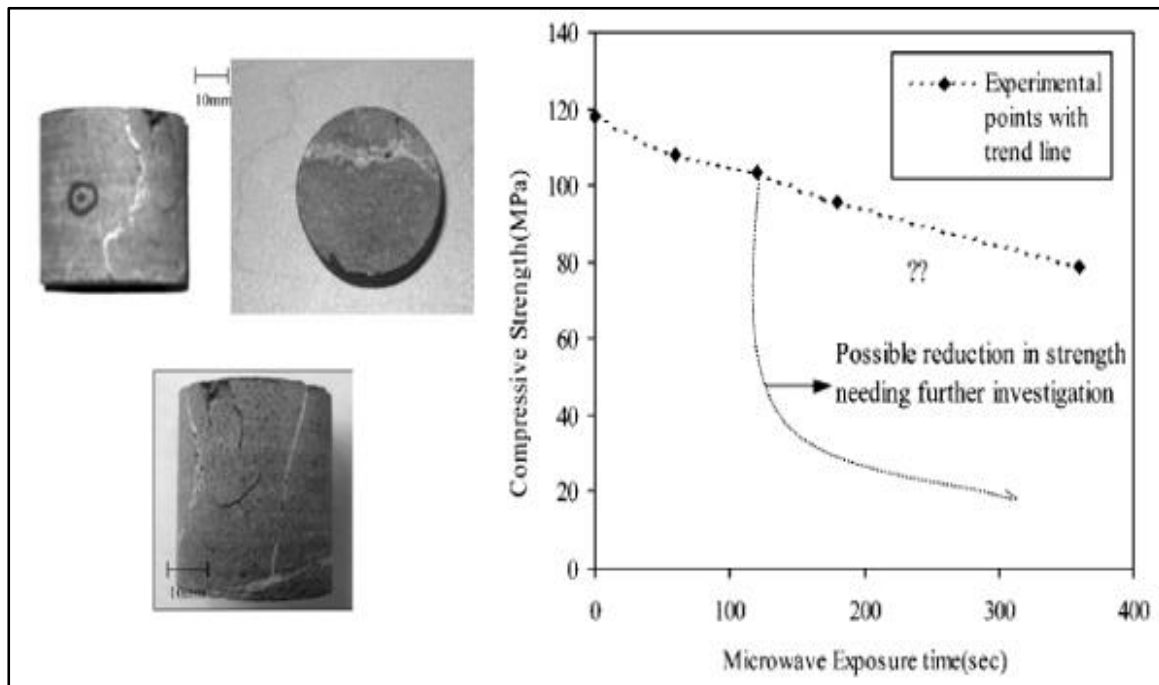 10mm
10mm
140
120
100
80
60
40
20
0
Compressive Strength(MPa)
Experimental
points with
trend line
??
Possible reduction in strength
needing further investigation
0
100
200
300
400
Microwave Exposure time(sec)